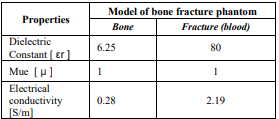 Properties
Model of bone fracture phantom
Bone
Fracture (blood)
Dielectric
Constant [ εr ]
6.25
80
Mue [ µ ]
1
1
Electrical
conductivity
[S/m]
0.28
2.19